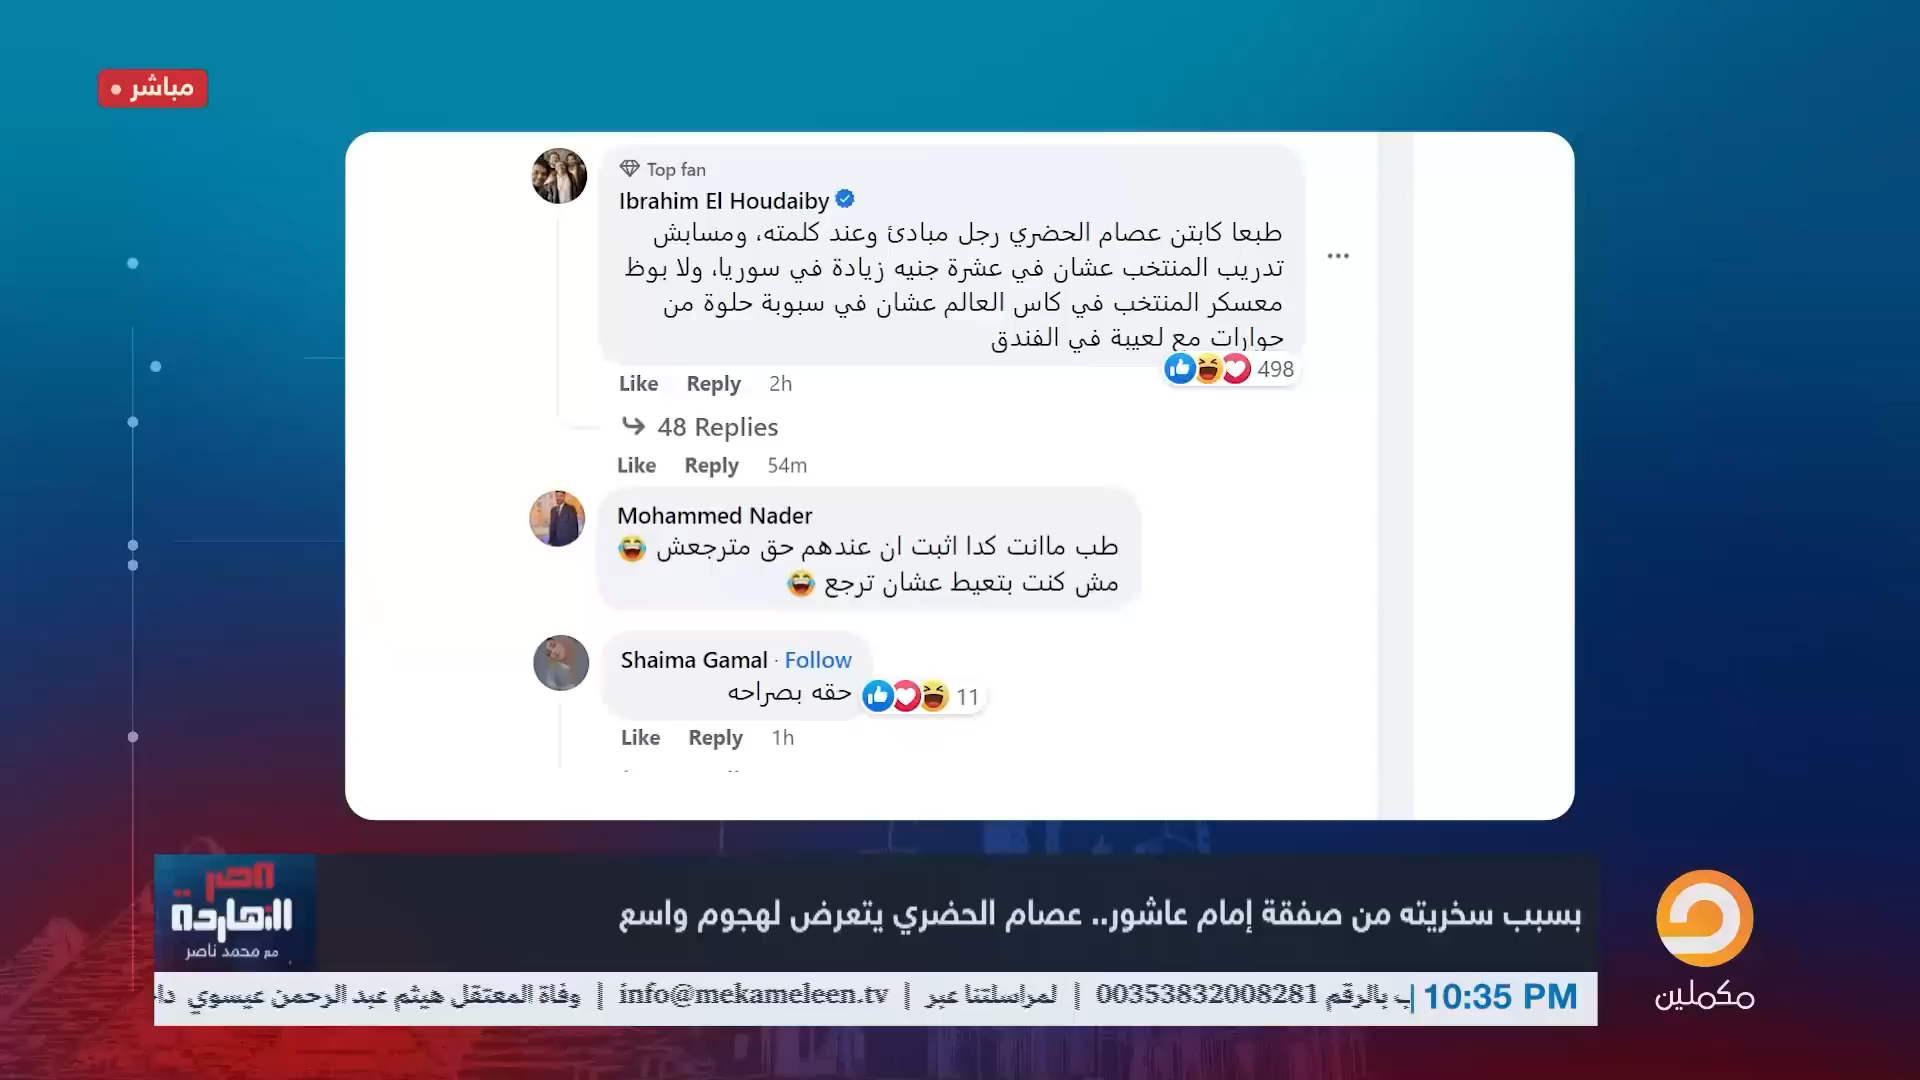 مباشر
Top fan
Ibrahim El Houdaiby
طبعا كابتن عصام الحضري رجل مبادئ وعند كلمته، ومسابش
تدريب المنتخب عشان في عشرة جنيه زيادة في سوريا، ولا بوظ
معسكر المنتخب في كاس العالم عشان في سبوبة حلوة من
حوارات مع لعيبة في الفندق
498
Like Reply 2h
48 Replies
Like Reply 54m
Mohammed Nader
طب ماانت كدا اثبت ان عندهم حق مترجعش 😂
مش كنت بتعيط عشان ترجع 😂
Shaima Gamal · Follow
حقه بصراحه
11
Like Reply 1h
مصر
النهاردة
مع محمد ناصر
بسبب سخريته من صفقة إمام عاشور.. عصام الحضري يتعرض لهجوم واسع
10:35 PM
بالرقم 00353832008281 | لمراسلتنا عبر | info@mekameleen.tv | وفاة المعتقل هيثم عبد الرحمن عيسوي
مكملين